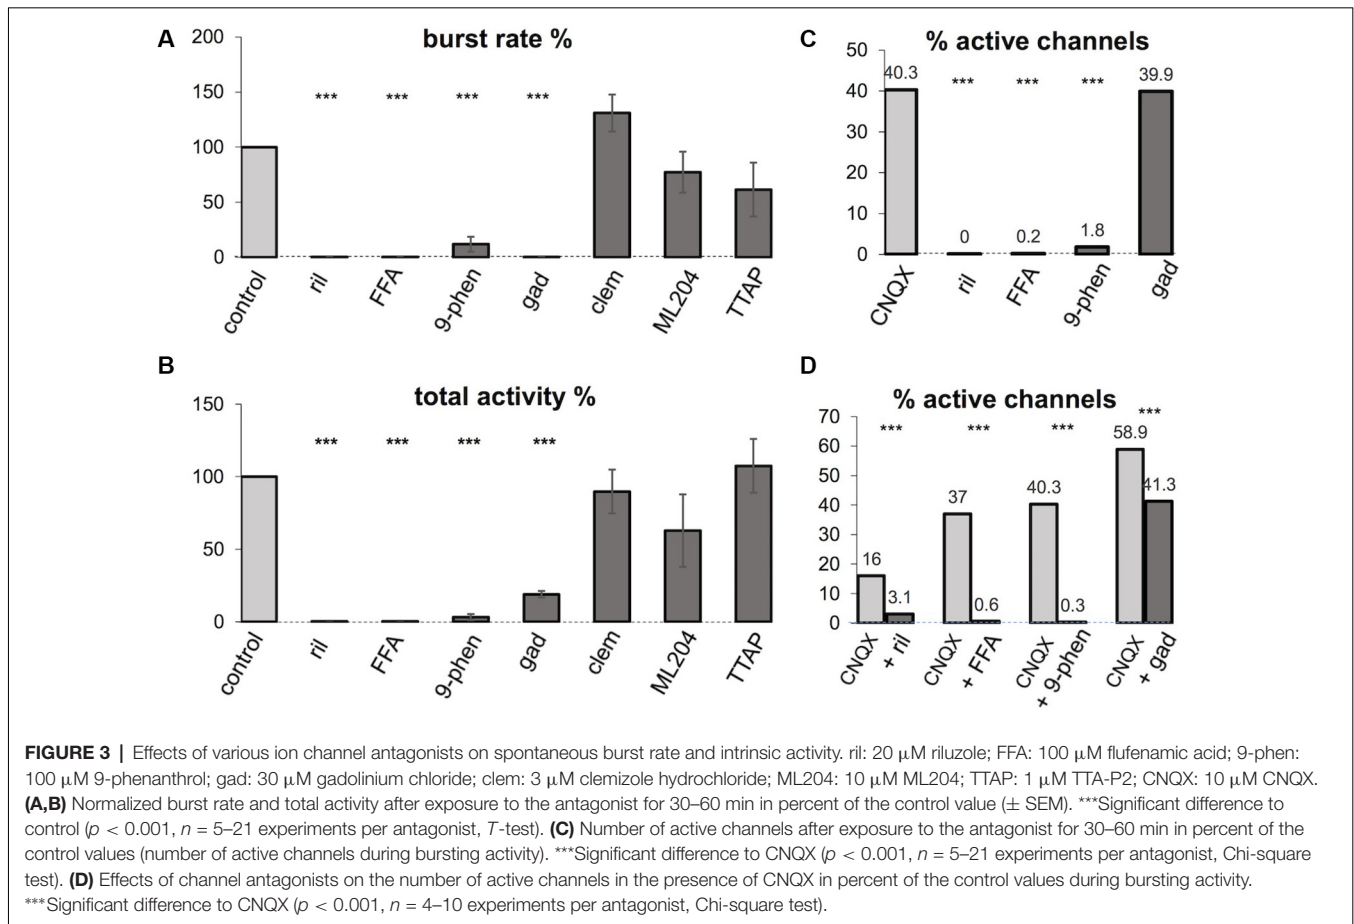 A
burst rate %
200
150
100
50
0
*** *** *** ***
control ril FFA 9-phen gad clem ML204 TTAP
B
total activity %
150
100
50
0
*** *** *** ***
control ril FFA 9-phen gad clem ML204 TTAP
C
% active channels
50
40
30
20
10
0
40.3 *** *** *** 39.9
0 0.2 1.8
CNQX ril FFA 9-phen gad
D
% active channels
70
60
50
40
30
20
10
0
*** *** *** ***
16 3.1 37 0.6 40.3 0.3 58.9 41.3
CNQX + ril CNQX + FFA CNQX + 9-phen CNQX + gad
FIGURE 3 | Effects of various ion channel antagonists on spontaneous burst rate and intrinsic activity. ril: 20 μM riluzole; FFA: 100 μM flufenamic acid; 9-phen:
100 μM 9-phenanthrol; gad: 30 μM gadolinium chloride; clem: 3 μM clemizole hydrochloride; ML204: 10 μM ML204; TTAP: 1 μM TTA-P2; CNQX: 10 μM CNQX.
(A,B) Normalized burst rate and total activity after exposure to the antagonist for 30–60 min in percent of the control value (± SEM). ***Significant difference to
control (p < 0.001, n = 5–21 experiments per antagonist, T-test). (C) Number of active channels after exposure to the antagonist for 30–60 min in percent of the
control values (number of active channels during bursting activity). ***Significant difference to CNQX (p < 0.001, n = 5–21 experiments per antagonist, Chi-square
test). (D) Effects of channel antagonists on the number of active channels in the presence of CNQX in percent of the control values during bursting activity.
***Significant difference to CNQX (p < 0.001, n = 4–10 experiments per antagonist, Chi-square test).